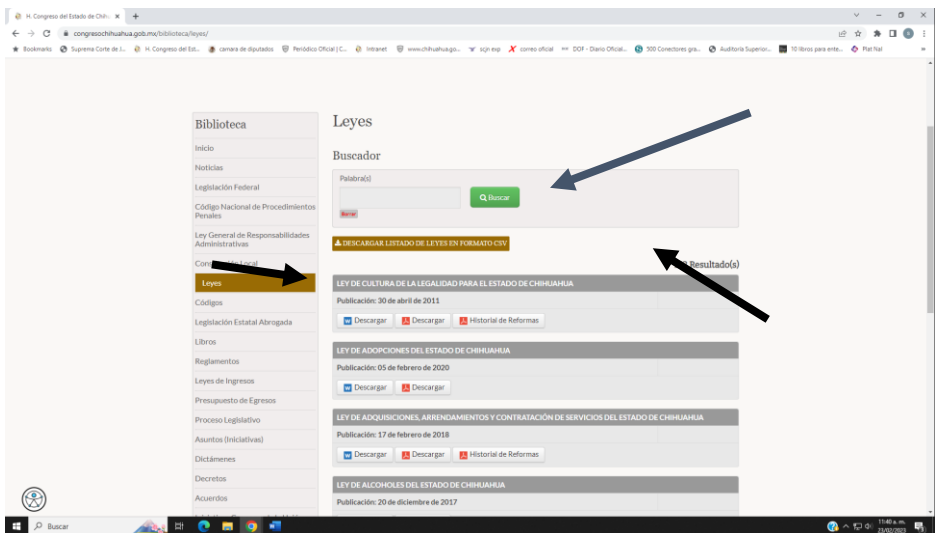 H. Congreso del Estado de Chihu
congresochihuahua.gob.mx/biblioteca/leyes/
Bookmarks Suprema Corte de J... H. Congreso del Est... camara de diputados Periódico Oficial | C... Intranet www.chihuahua.go... scjn exp correo oficial DOF - Diario Oficial... 500 Conectores gra... Auditoría Superior... 10 libros para ente... Plat Nal
Biblioteca
Inicio
Noticias
Legislación Federal
Código Nacional de Procedimientos
Penales
Ley General de Responsabilidades
Administrativas
Local
Leyes
Códigos
Legislación Estatal Abrogada
Libros
Reglamentos
Leyes de Ingresos
Presupuesto de Egresos
Proceso Legislativo
Asuntos (Iniciativas)
Dictámenes
Decretos
Acuerdos
Leyes
Buscador
Palabra(s)
Buscar
Borrar
DESCARGAR LISTADO DE LEYES EN FORMATO CSV
Resultado(s)
LEY DE CULTURA DE LA LEGALIDAD PARA EL ESTADO DE CHIHUAHUA
Publicación: 30 de abril de 2011
Descargar Descargar Historial de Reformas
LEY DE ADOPCIONES DEL ESTADO DE CHIHUAHUA
Publicación: 05 de febrero de 2020
Descargar Descargar
LEY DE ADQUISICIONES, ARRENDAMIENTOS Y CONTRATACIÓN DE SERVICIOS DEL ESTADO DE CHIHUAHUA
Publicación: 17 de febrero de 2018
Descargar Descargar Historial de Reformas
LEY DE ALCOHOLES DEL ESTADO DE CHIHUAHUA
Publicación: 20 de diciembre de 2017
Buscar
11:40 a. m.
23/02/2023